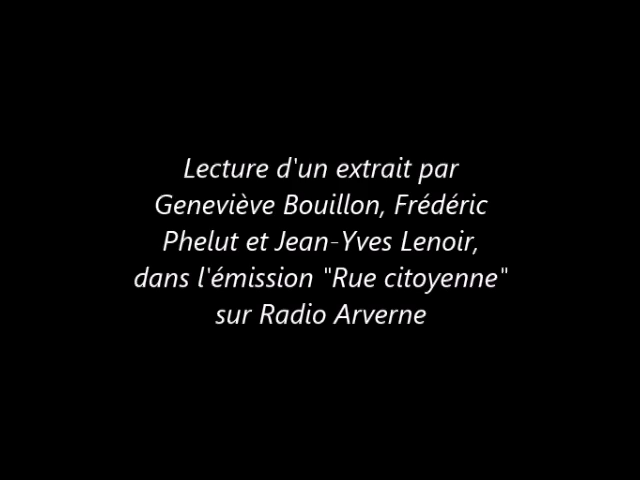 Lecture d'un extrait par
Geneviève Bouillon, Frédéric
Phelut et Jean-Yves Lenoir,
dans l'émission "Rue citoyenne"
sur Radio Arverne